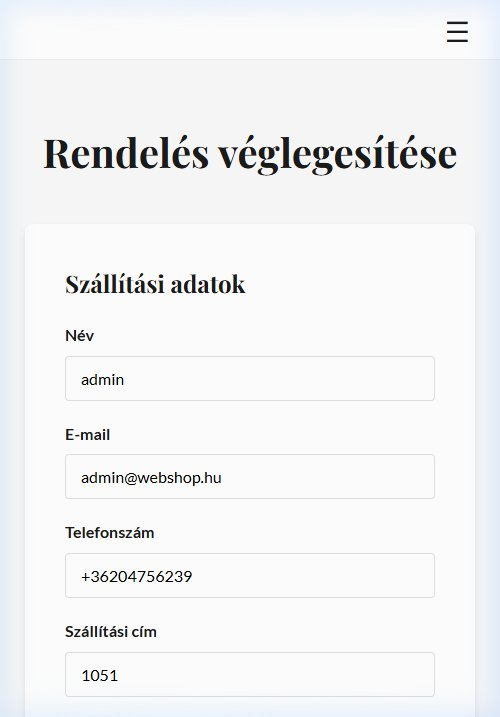 Rendelés véglegesítése
Szállítási adatok
Név
admin
E-mail
admin@webshop.hu
Telefonszám
+36204756239
Szállítási cím
1051